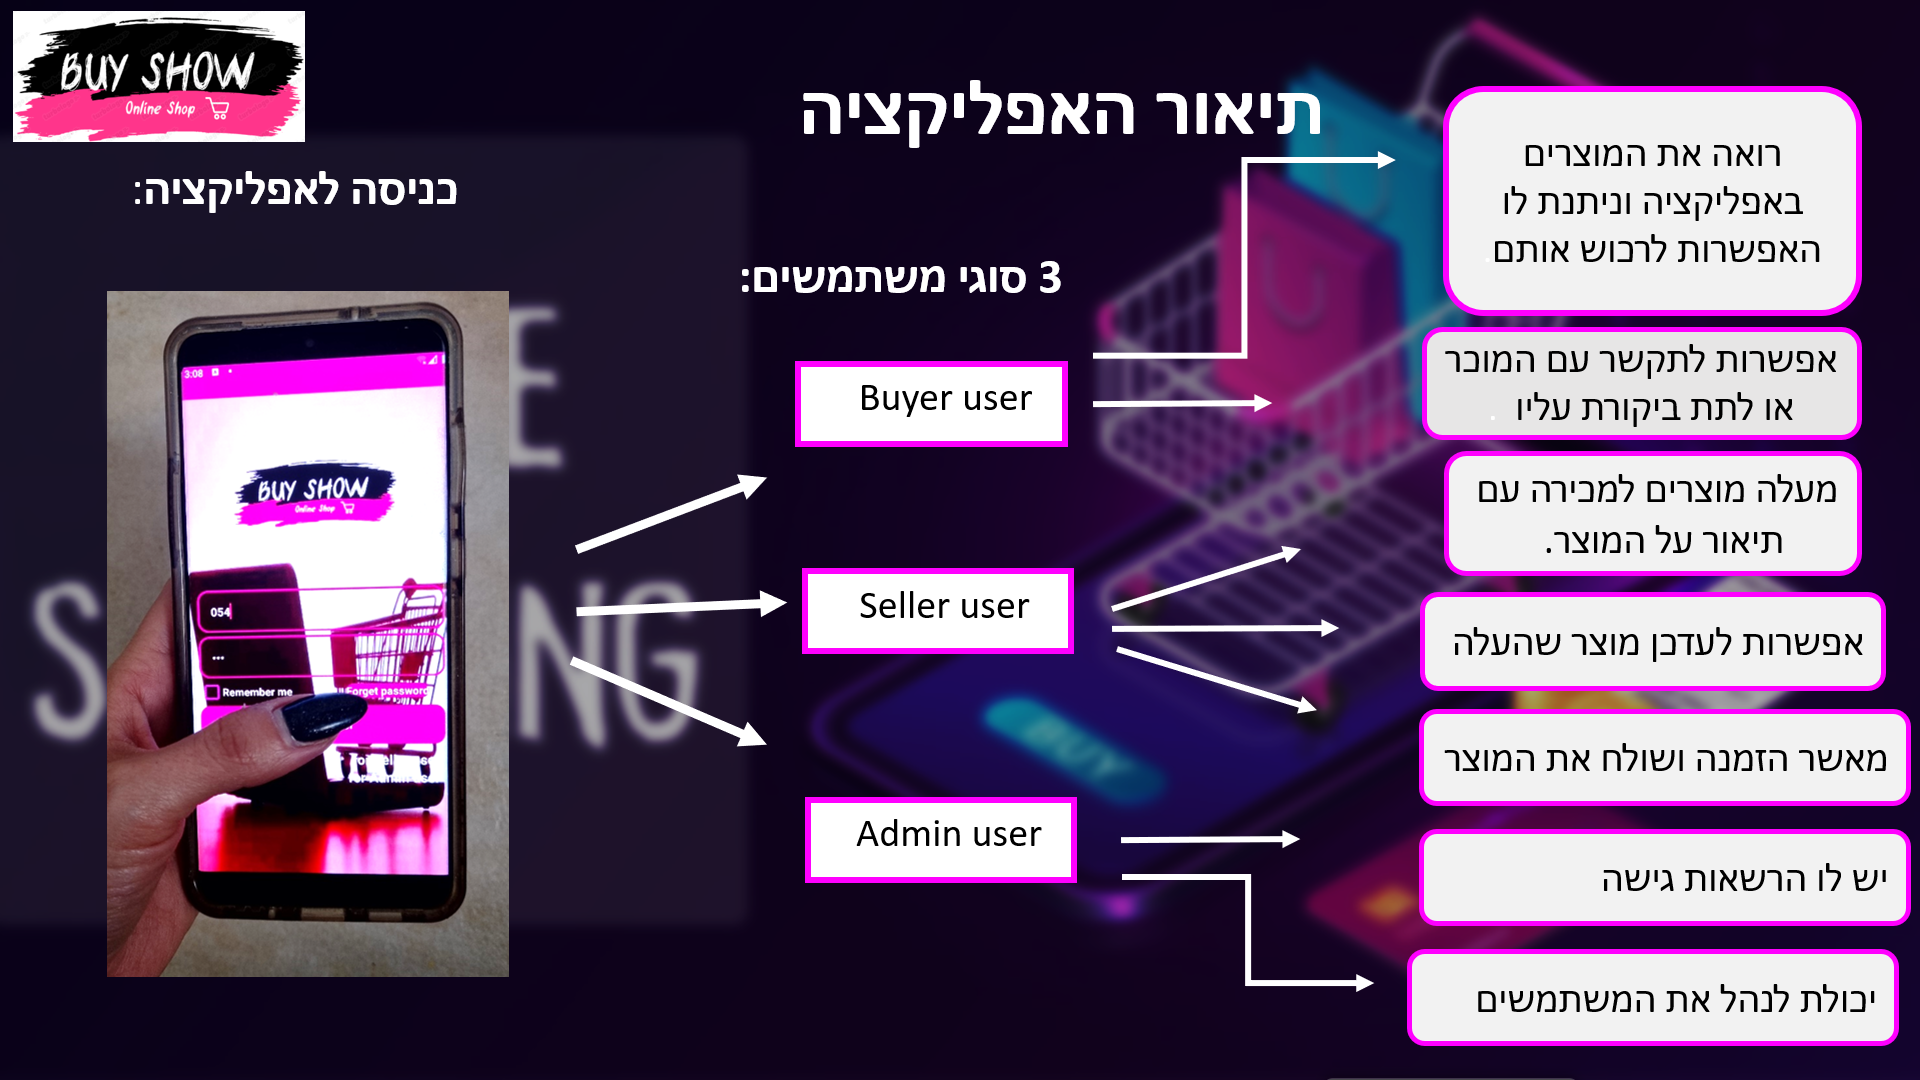 BUY SHOW
Online Shop
תיאור האפליקציה
כניסה לאפליקציה:
3 סוגי משתמשים:
Buyer user
Seller user
Admin user
רואה את המוצרים
באפליקציה וניתנת לו
האפשרות לרכוש אותם
אפשרות לתקשר עם המוכר
או לתת ביקורת עליו .
מעלה מוצרים למכירה עם
תיאור על המוצר.
אפשרות לעדכן מוצר שהעלה
מאשר הזמנה ושולח את המוצר
יש לו הרשאות גישה
יכולת לנהל את המשתמשים
3:08
BUY SHOW
Online Shop
054
•••
Remember me
Forget password
BUY